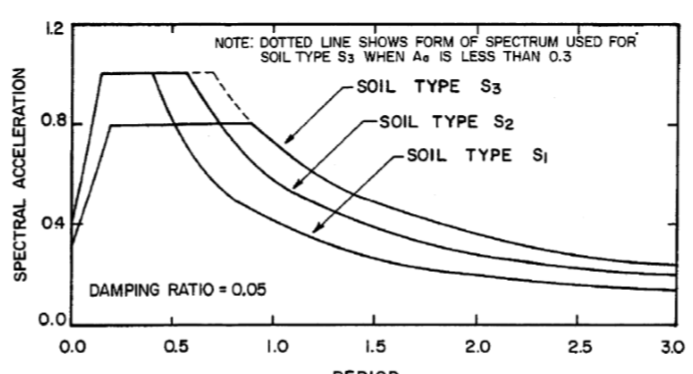 1.2
NOTE: DOTTED LINE SHOWS FORM OF SPECTRUM USED FOR
SOIL TYPE S3 WHEN Aa IS LESS THAN 0.3
SOIL TYPE S3
0.8
SOIL TYPE S2
SOIL TYPE S1
SPECTRAL ACCELERATION
0.4
DAMPING RATIO = 0.05
0.0
0.0 0.5 1.0 1.5 2.0 2.5 3.0
PERIOD